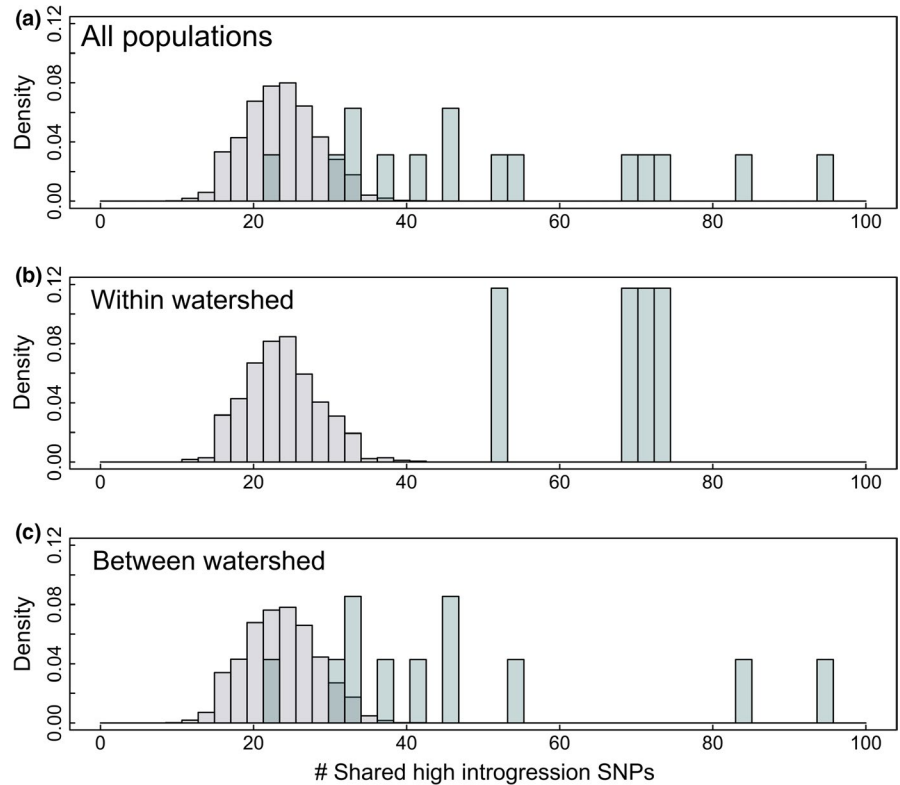 (a)
All populations
Density
0.00 0.04 0.08 0.12
0 20 40 60 80 100
(b)
Within watershed
Density
0.00 0.04 0.08 0.12
0 20 40 60 80 100
(c)
Between watershed
Density
0.00 0.04 0.08 0.12
0 20 40 60 80 100
# Shared high introgression SNPs